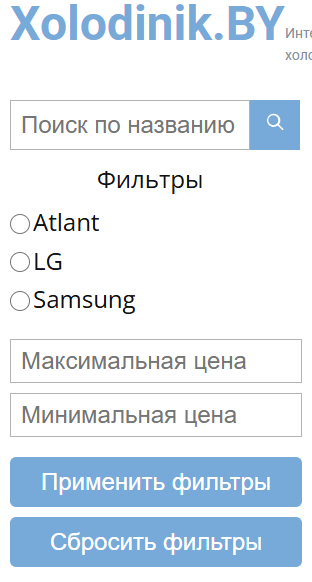 Xolodinik.BY
Поиск по названию
Фильтры
Atlant
LG
Samsung
Максимальная цена
Минимальная цена
Применить фильтры
Сбросить фильтры